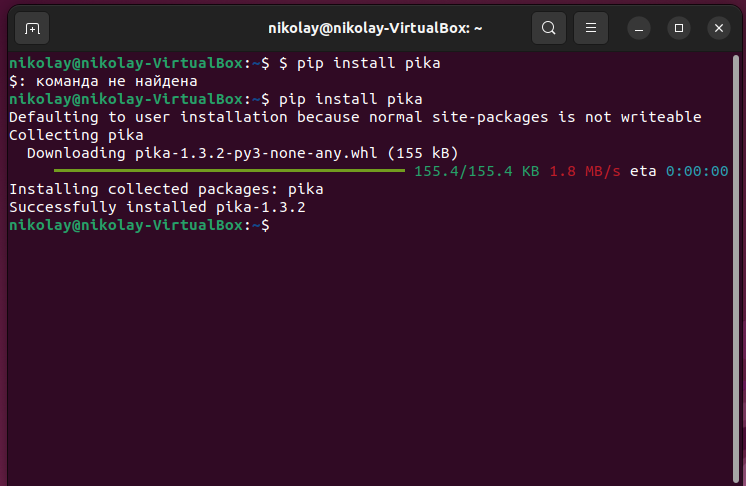 nikolay@nikolay-VirtualBox: ~
nikolay@nikolay-VirtualBox:~$ $ pip install pika
$: команда не найдена
nikolay@nikolay-VirtualBox:~$ pip install pika
Defaulting to user installation because normal site-packages is not writeable
Collecting pika
  Downloading pika-1.3.2-py3-none-any.whl (155 kB)
155.4/155.4 KB 1.8 MB/s eta 0:00:00
Installing collected packages: pika
Successfully installed pika-1.3.2
nikolay@nikolay-VirtualBox:~$